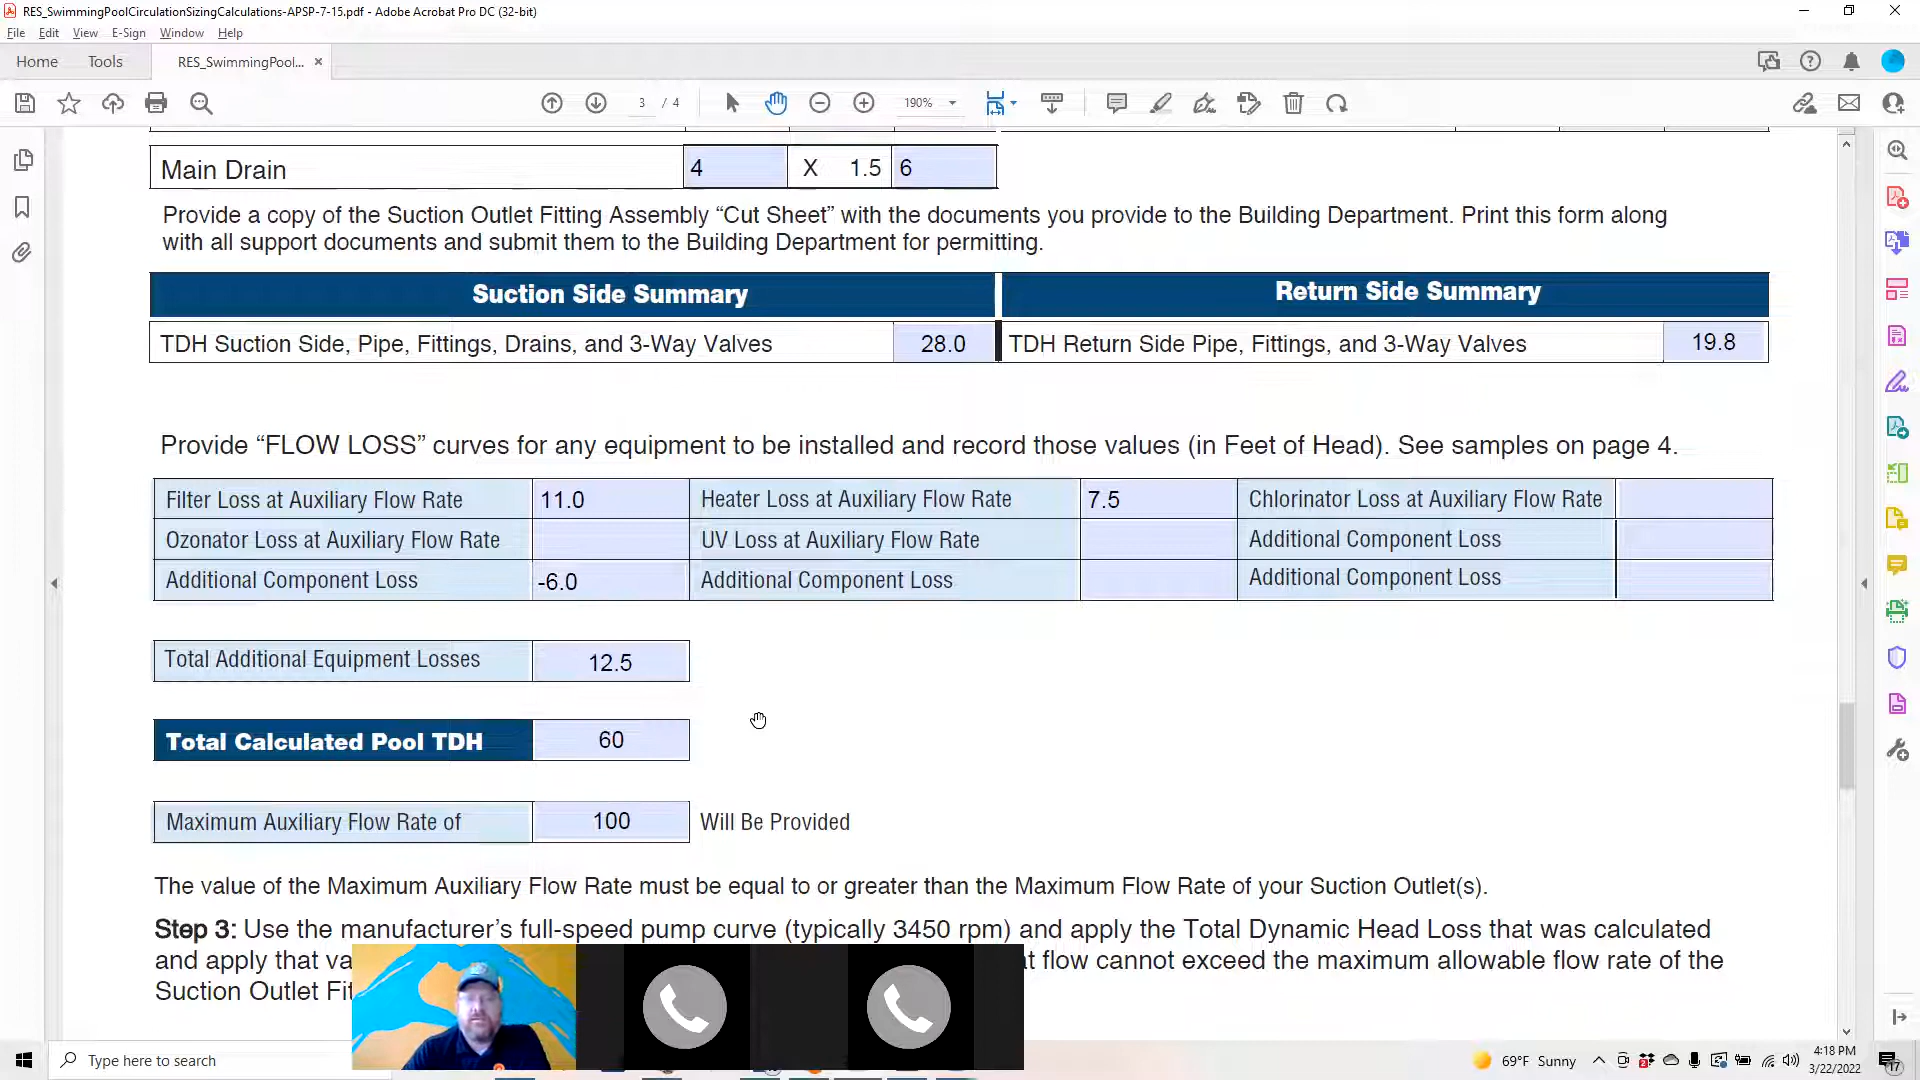 RES_SwimmingPoolCirculationSizingCalculations-APSP-7-15.pdf - Adobe Acrobat Pro DC (32-bit)
File Edit View E-Sign Window Help
Home Tools RES_SwimmingPool... ×
3 / 4 190%
Main Drain 4 X 1.5 6
Provide a copy of the Suction Outlet Fitting Assembly “Cut Sheet” with the documents you provide to the Building Department. Print this form along
with all support documents and submit them to the Building Department for permitting.
Suction Side Summary Return Side Summary
TDH Suction Side, Pipe, Fittings, Drains, and 3-Way Valves 28.0 TDH Return Side Pipe, Fittings, and 3-Way Valves 19.8
Provide “FLOW LOSS” curves for any equipment to be installed and record those values (in Feet of Head). See samples on page 4.
Filter Loss at Auxiliary Flow Rate 11.0 Heater Loss at Auxiliary Flow Rate 7.5 Chlorinator Loss at Auxiliary Flow Rate
Ozonator Loss at Auxiliary Flow Rate UV Loss at Auxiliary Flow Rate Additional Component Loss
Additional Component Loss -6.0 Additional Component Loss Additional Component Loss
Total Additional Equipment Losses 12.5
Total Calculated Pool TDH 60
Maximum Auxiliary Flow Rate of 100 Will Be Provided
The value of the Maximum Auxiliary Flow Rate must be equal to or greater than the Maximum Flow Rate of your Suction Outlet(s).
Step 3: Use the manufacturer’s full-speed pump curve (typically 3450 rpm) and apply the Total Dynamic Head Loss that was calculated
and apply that flow cannot exceed the maximum allowable flow rate of the
Suction Outlet
Type here to search 69°F Sunny 4:18 PM
3/22/2022 17